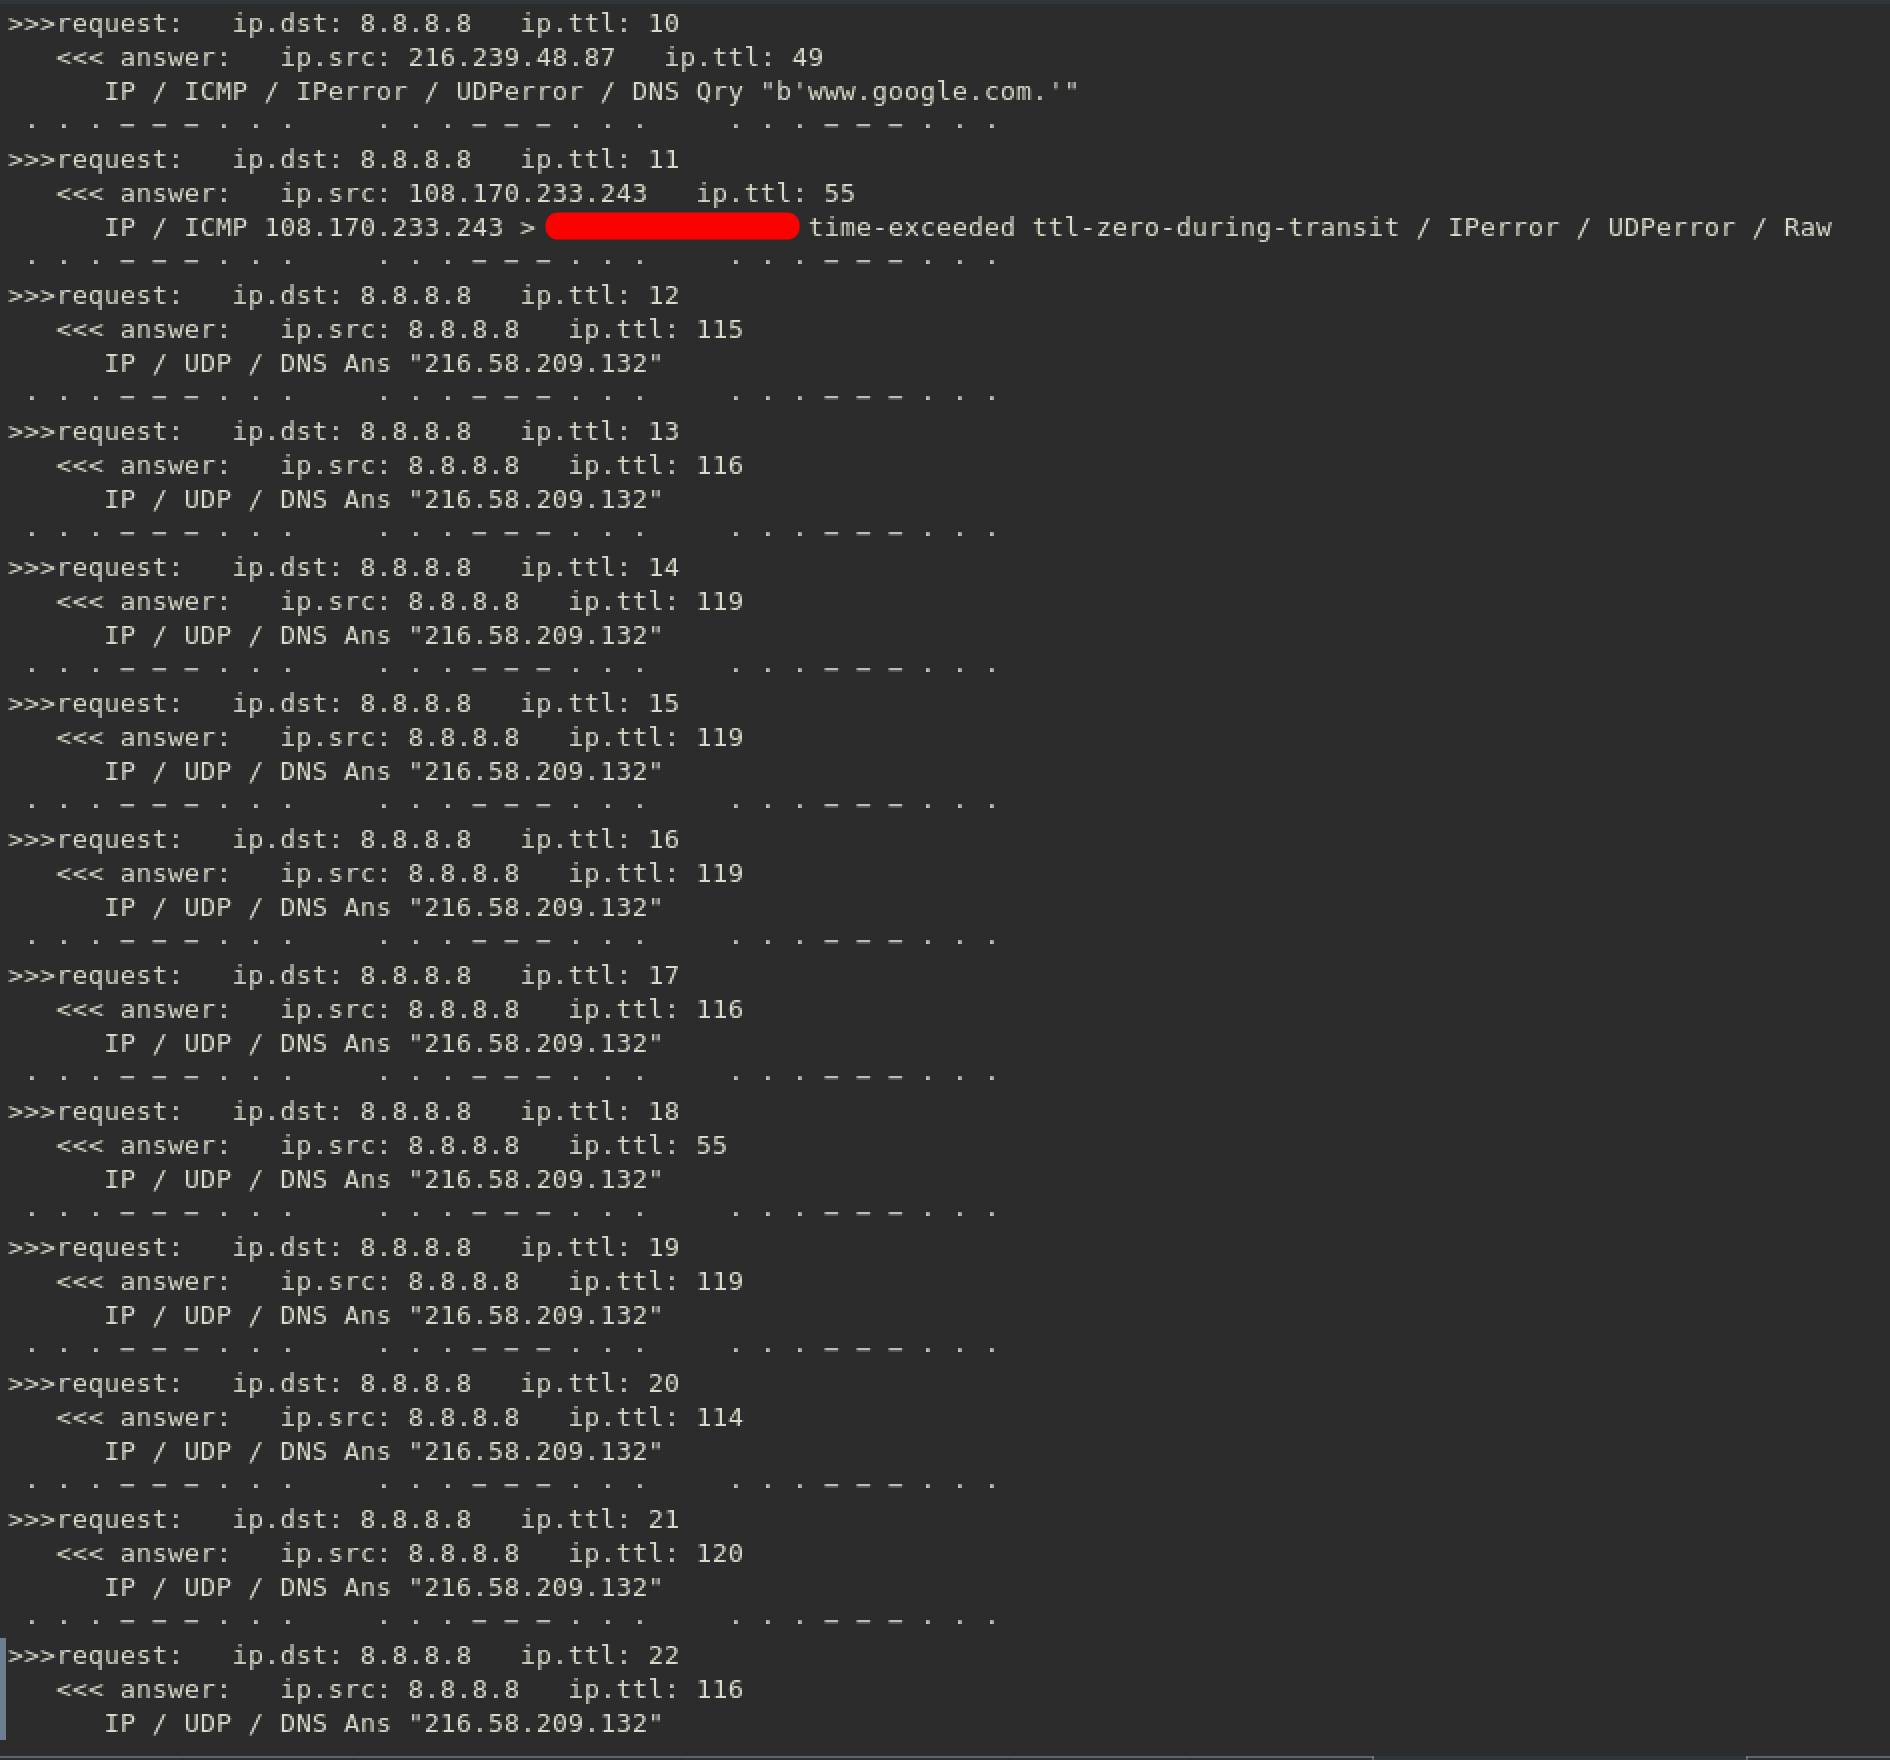 >>>request:   ip.dst: 8.8.8.8   ip.ttl: 10
   <<< answer:   ip.src: 216.239.48.87   ip.ttl: 49
      IP / ICMP / IPerror / UDPerror / DNS Qry "b'www.google.com.'"
 . . . _ _ _ . . .     . . . _ _ _ . . .     . . . _ _ _ . . .
>>>request:   ip.dst: 8.8.8.8   ip.ttl: 11
   <<< answer:   ip.src: 108.170.233.243   ip.ttl: 55
      IP / ICMP 108.170.233.243 > time-exceeded ttl-zero-during-transit / IPerror / UDPerror / Raw
 . . . _ _ _ . . .     . . . _ _ _ . . .     . . . _ _ _ . . .
>>>request:   ip.dst: 8.8.8.8   ip.ttl: 12
   <<< answer:   ip.src: 8.8.8.8   ip.ttl: 115
      IP / UDP / DNS Ans "216.58.209.132"
 . . . _ _ _ . . .     . . . _ _ _ . . .     . . . _ _ _ . . .
>>>request:   ip.dst: 8.8.8.8   ip.ttl: 13
   <<< answer:   ip.src: 8.8.8.8   ip.ttl: 116
      IP / UDP / DNS Ans "216.58.209.132"
 . . . _ _ _ . . .     . . . _ _ _ . . .     . . . _ _ _ . . .
>>>request:   ip.dst: 8.8.8.8   ip.ttl: 14
   <<< answer:   ip.src: 8.8.8.8   ip.ttl: 119
      IP / UDP / DNS Ans "216.58.209.132"
 . . . _ _ _ . . .     . . . _ _ _ . . .     . . . _ _ _ . . .
>>>request:   ip.dst: 8.8.8.8   ip.ttl: 15
   <<< answer:   ip.src: 8.8.8.8   ip.ttl: 119
      IP / UDP / DNS Ans "216.58.209.132"
 . . . _ _ _ . . .     . . . _ _ _ . . .     . . . _ _ _ . . .
>>>request:   ip.dst: 8.8.8.8   ip.ttl: 16
   <<< answer:   ip.src: 8.8.8.8   ip.ttl: 119
      IP / UDP / DNS Ans "216.58.209.132"
 . . . _ _ _ . . .     . . . _ _ _ . . .     . . . _ _ _ . . .
>>>request:   ip.dst: 8.8.8.8   ip.ttl: 17
   <<< answer:   ip.src: 8.8.8.8   ip.ttl: 116
      IP / UDP / DNS Ans "216.58.209.132"
 . . . _ _ _ . . .     . . . _ _ _ . . .     . . . _ _ _ . . .
>>>request:   ip.dst: 8.8.8.8   ip.ttl: 18
   <<< answer:   ip.src: 8.8.8.8   ip.ttl: 55
      IP / UDP / DNS Ans "216.58.209.132"
 . . . _ _ _ . . .     . . . _ _ _ . . .     . . . _ _ _ . . .
>>>request:   ip.dst: 8.8.8.8   ip.ttl: 19
   <<< answer:   ip.src: 8.8.8.8   ip.ttl: 119
      IP / UDP / DNS Ans "216.58.209.132"
 . . . _ _ _ . . .     . . . _ _ _ . . .     . . . _ _ _ . . .
>>>request:   ip.dst: 8.8.8.8   ip.ttl: 20
   <<< answer:   ip.src: 8.8.8.8   ip.ttl: 114
      IP / UDP / DNS Ans "216.58.209.132"
 . . . _ _ _ . . .     . . . _ _ _ . . .     . . . _ _ _ . . .
>>>request:   ip.dst: 8.8.8.8   ip.ttl: 21
   <<< answer:   ip.src: 8.8.8.8   ip.ttl: 120
      IP / UDP / DNS Ans "216.58.209.132"
 . . . _ _ _ . . .     . . . _ _ _ . . .     . . . _ _ _ . . .
>>>request:   ip.dst: 8.8.8.8   ip.ttl: 22
   <<< answer:   ip.src: 8.8.8.8   ip.ttl: 116
      IP / UDP / DNS Ans "216.58.209.132"